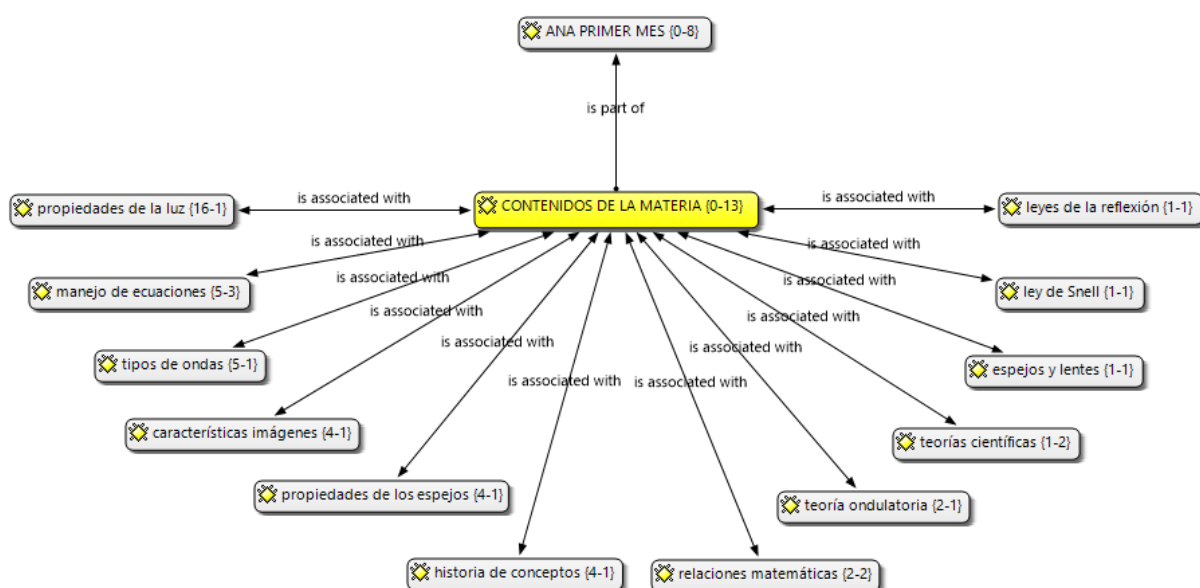 ANA PRIMER MES {0-8}
is part of
CONTENIDOS DE LA MATERIA {0-13}
is associated with
propiedades de la luz {16-1}
is associated with
leyes de la reflexión {1-1}
is associated with
manejo de ecuaciones {5-3}
is associated with
ley de Snell {1-1}
is associated with
tipos de ondas {5-1}
is associated with
espejos y lentes {1-1}
is associated with
características imágenes {4-1}
is associated with
teorías científicas {1-2}
is associated with
propiedades de los espejos {4-1}
is associated with
teoría ondulatoria {2-1}
is associated with
historia de conceptos {4-1}
is associated with
relaciones matemáticas {2-2}